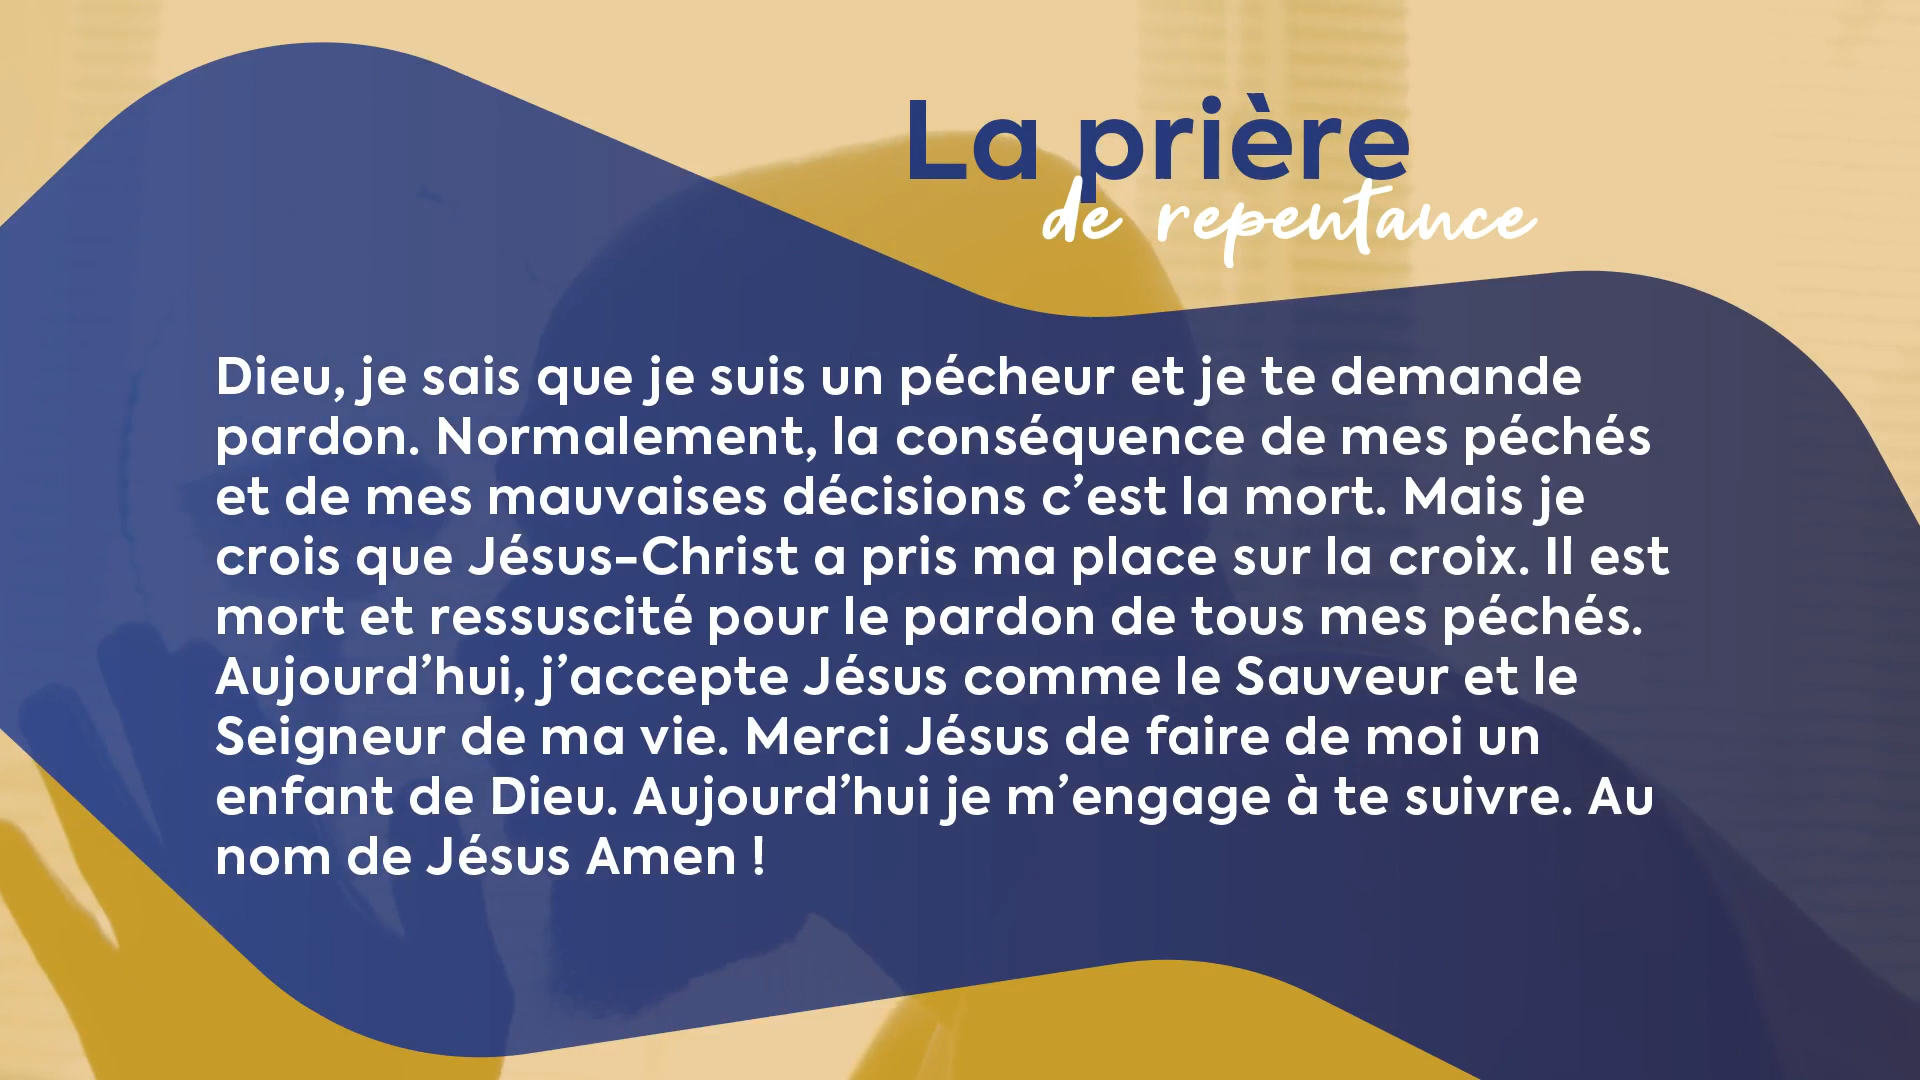 La prière
de repentance
Dieu, je sais que je suis un pécheur et je te demande
pardon. Normalement, la conséquence de mes péchés
et de mes mauvaises décisions c’est la mort. Mais je
crois que Jésus-Christ a pris ma place sur la croix. Il est
mort et ressuscité pour le pardon de tous mes péchés.
Aujourd’hui, j’accepte Jésus comme le Sauveur et le
Seigneur de ma vie. Merci Jésus de faire de moi un
enfant de Dieu. Aujourd’hui je m’engage à te suivre. Au
nom de Jésus Amen !